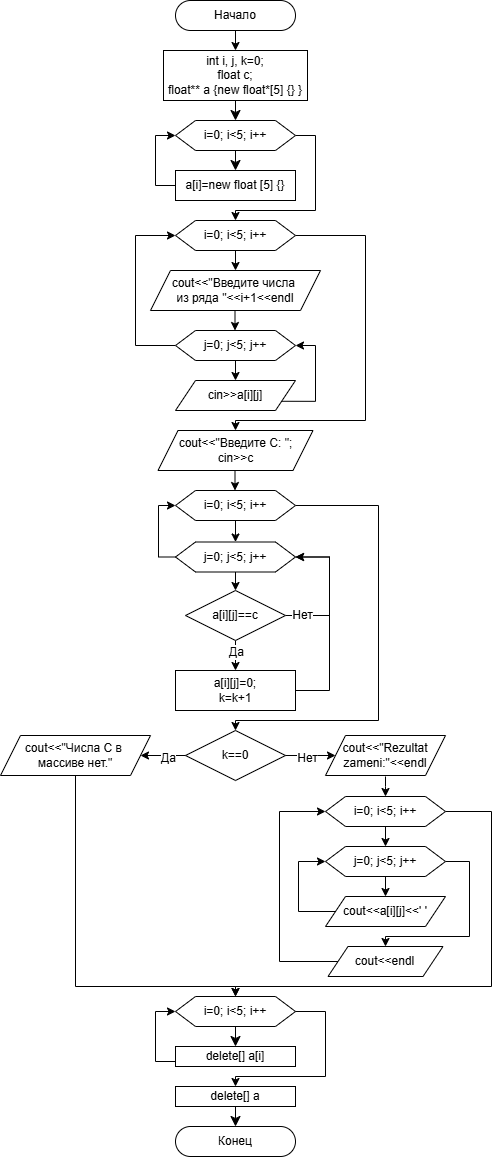 Начало
int i, j, k=0;
float c;
float** a {new float*[5] {} }
i=0; i<5; i++
a[i]=new float [5] {}
i=0; i<5; i++
cout<<"Введите числа
из ряда "<<i+1<<endl
j=0; j<5; j++
cin>>a[i][j]
cout<<"Введите C: ";
cin>>c
i=0; i<5; i++
j=0; j<5; j++
a[i][j]==c
Нет
Да
a[i][j]=0;
k=k+1
k==0
Да
Нет
cout<<"Числа C в
массиве нет."
cout<<"Rezultat
zameni:"<<endl
i=0; i<5; i++
j=0; j<5; j++
cout<<a[i][j]<<' '
cout<<endl
i=0; i<5; i++
delete[] a[i]
delete[] a
Конец